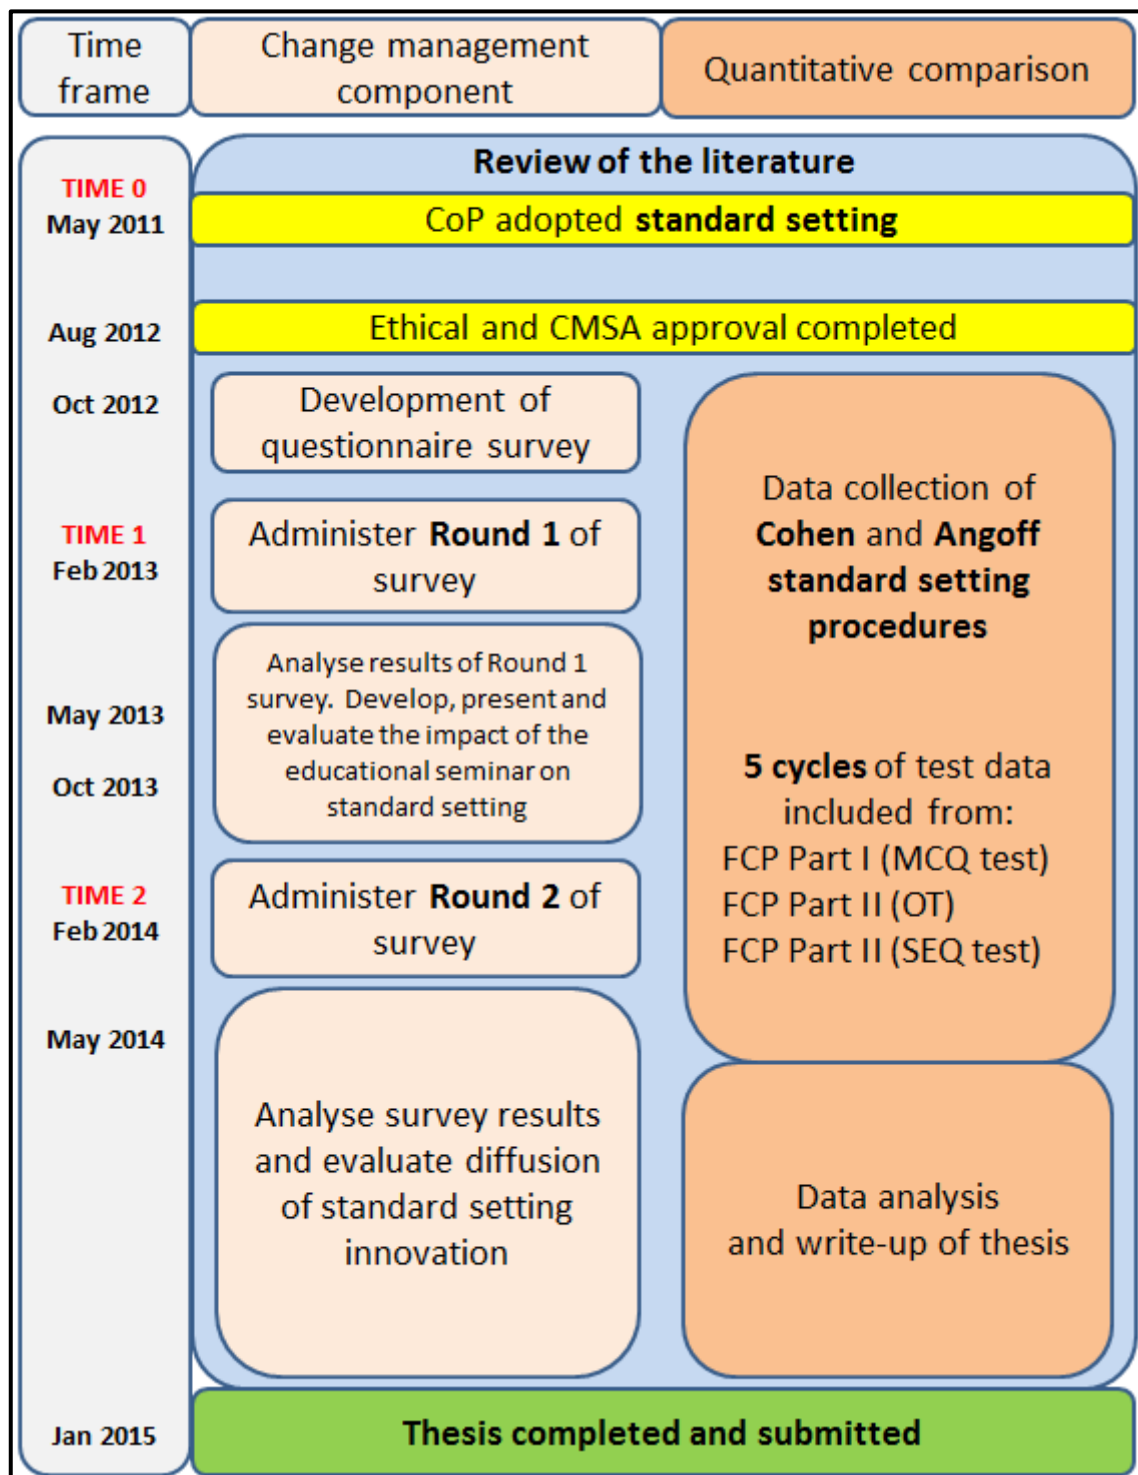 Time
frame
Change management
component
Quantitative comparison
Review of the literature
TIME 0
May 2011
CoP adopted standard setting
Aug 2012
Ethical and CMSA approval completed
Oct 2012
Development of
questionnaire survey
TIME 1
Feb 2013
Administer Round 1 of
survey
May 2013
Oct 2013
Analyse results of Round 1
survey. Develop, present and
evaluate the impact of the
educational seminar on
standard setting
TIME 2
Feb 2014
Administer Round 2 of
survey
May 2014
Analyse survey results
and evaluate diffusion
of standard setting
innovation
Data collection of
Cohen and Angoff
standard setting
procedures
5 cycles of test data
included from:
FCP Part I (MCQ test)
FCP Part II (OT)
FCP Part II (SEQ test)
Data analysis
and write-up of thesis
Jan 2015
Thesis completed and submitted